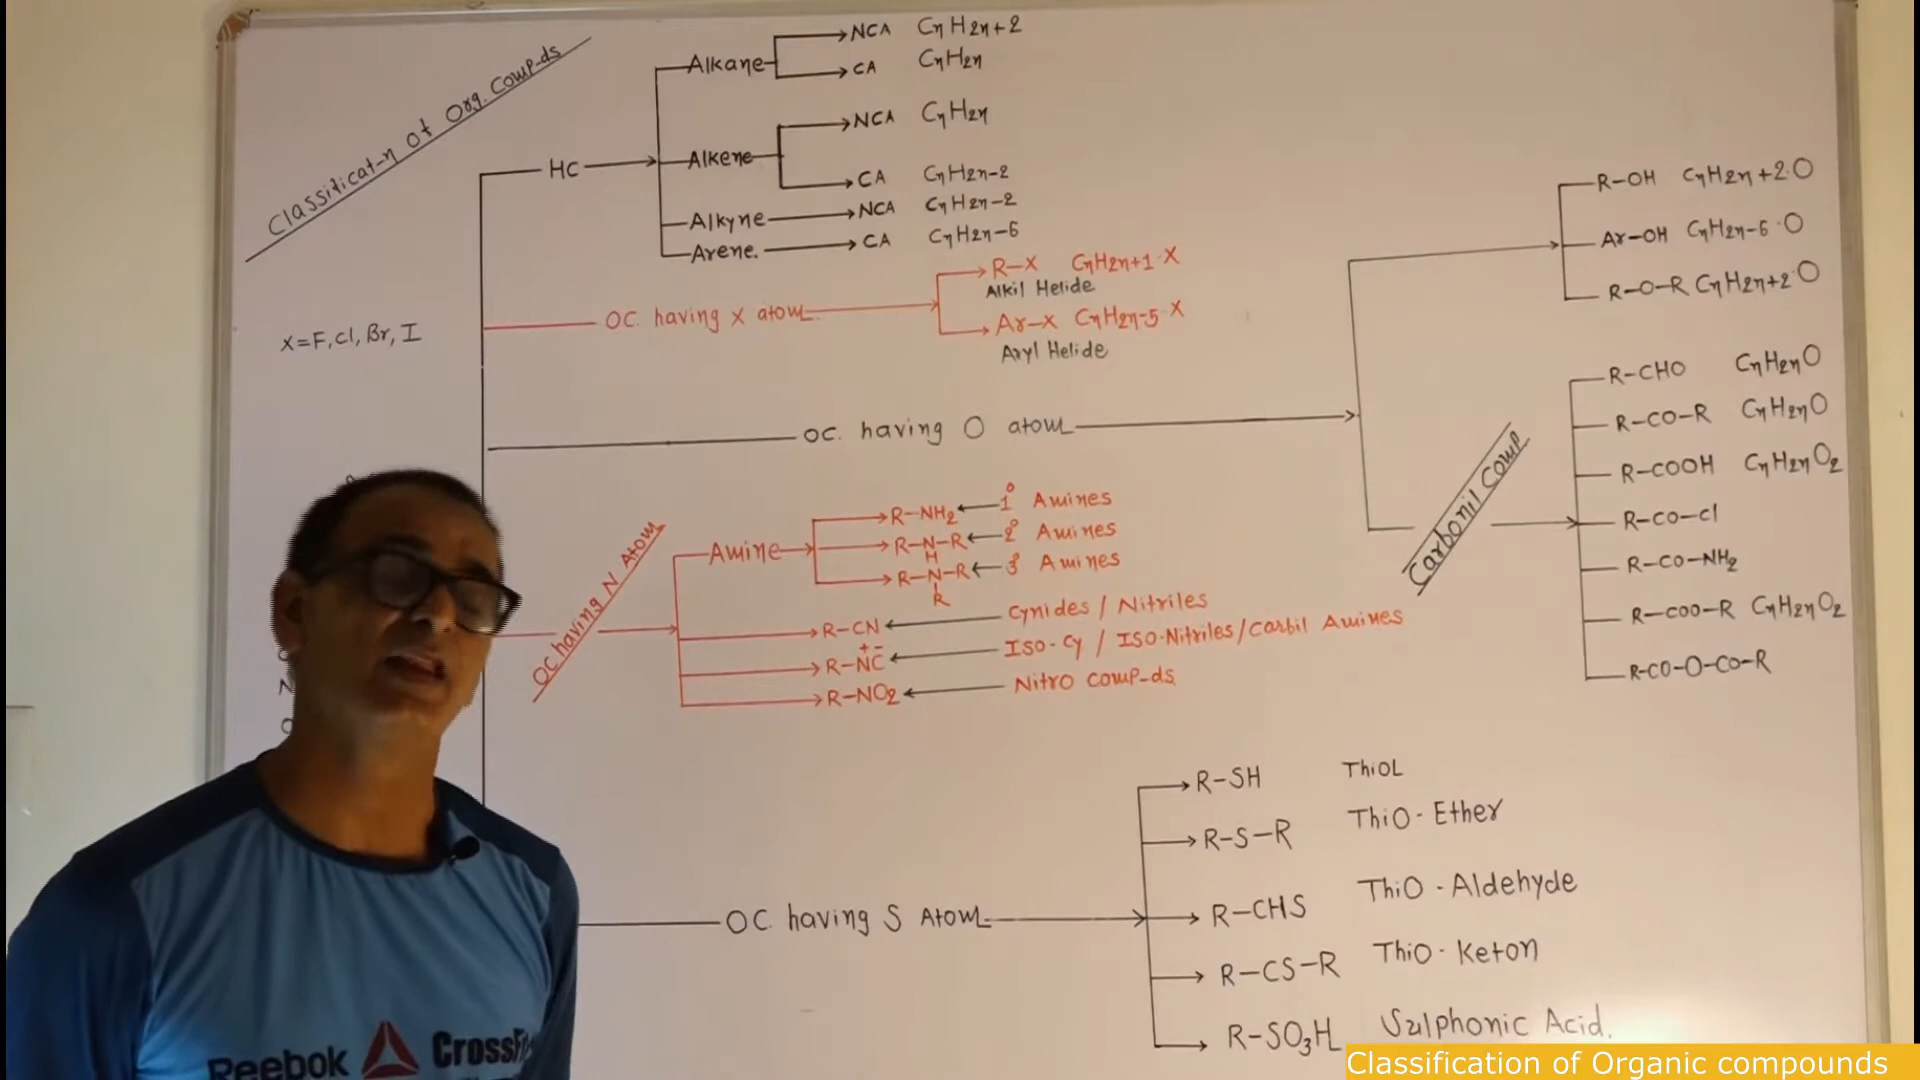 Classificat-n of Org. Comp-ds
HC
Alkane
NCA CnH2n+2
CA CnH2n
Alkene
NCA CnH2n
CA CnH2n-2
Alkyne NCA CnH2n-2
Arene. CA CnH2n-6
X=F, Cl, Br, I
OC. having X atom
R-X CnH2n+1·X
Alkil Helide
Ar-X CnH2n-5·X
Aryl Helide
OC. having O atom
R-OH CnH2n+2·O
Ar-OH CnH2n-6·O
R-O-R CnH2n+2·O
Carbonil Comp
R-CHO CnH2nO
R-CO-R CnH2nO
R-COOH CnH2nO2
R-CO-Cl
R-CO-NH2
R-COO-R CnH2nO2
R-CO-O-CO-R
OC having N Atom
Amine
R-NH2 1° Amines
R-N-R 2° Amines
H
R-N-R 3° Amines
R
R-CN Cynides / Nitriles
+ -
R-NC Iso-Cy / ISO-Nitriles/Carbil Amines
R-NO2 Nitro comp-ds
OC. having S Atom
R-SH ThiOL
R-S-R ThiO-Ether
R-CHS ThiO-Aldehyde
R-CS-R ThiO-Keton
R-SO3H Sulphonic Acid.
Reebok CrossFi
Classification of Organic compounds